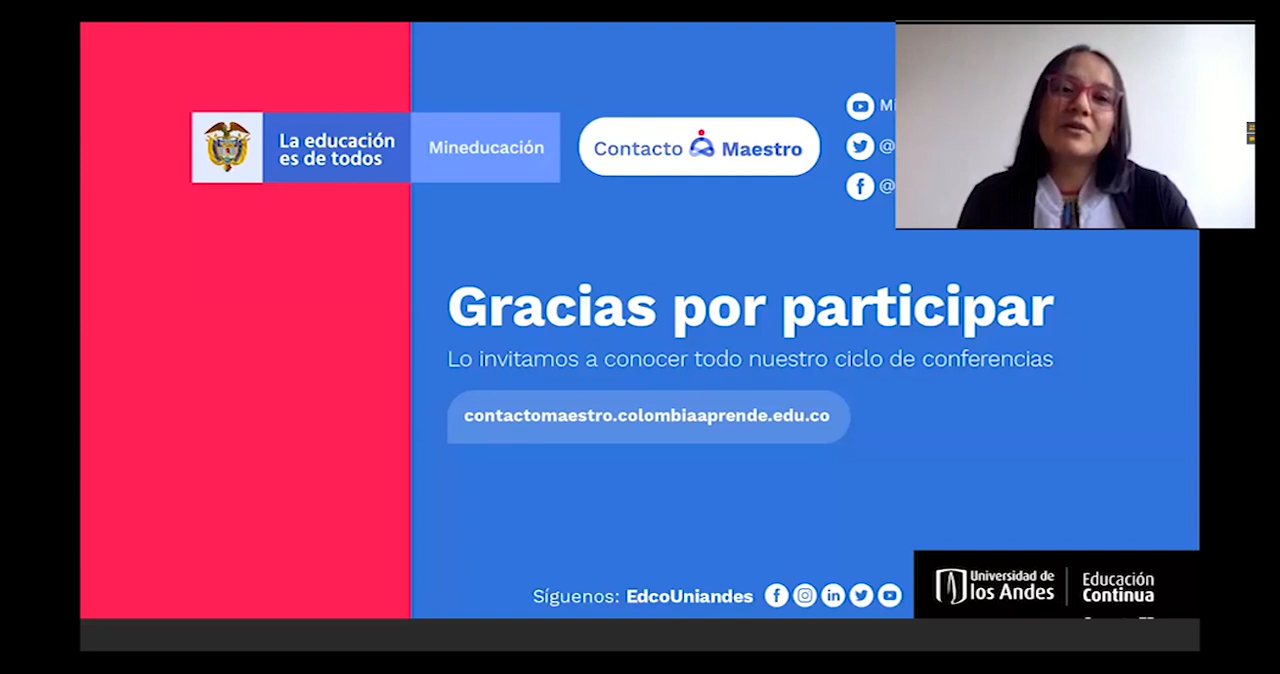 La educación
es de todos
Mineducación
Contacto Maestro
@
@
Gracias por participar
Lo invitamos a conocer todo nuestro ciclo de conferencias
contactomaestro.colombiaaprende.edu.co
Síguenos: EdcoUniandes
Universidad de
los Andes
Educación
Continua